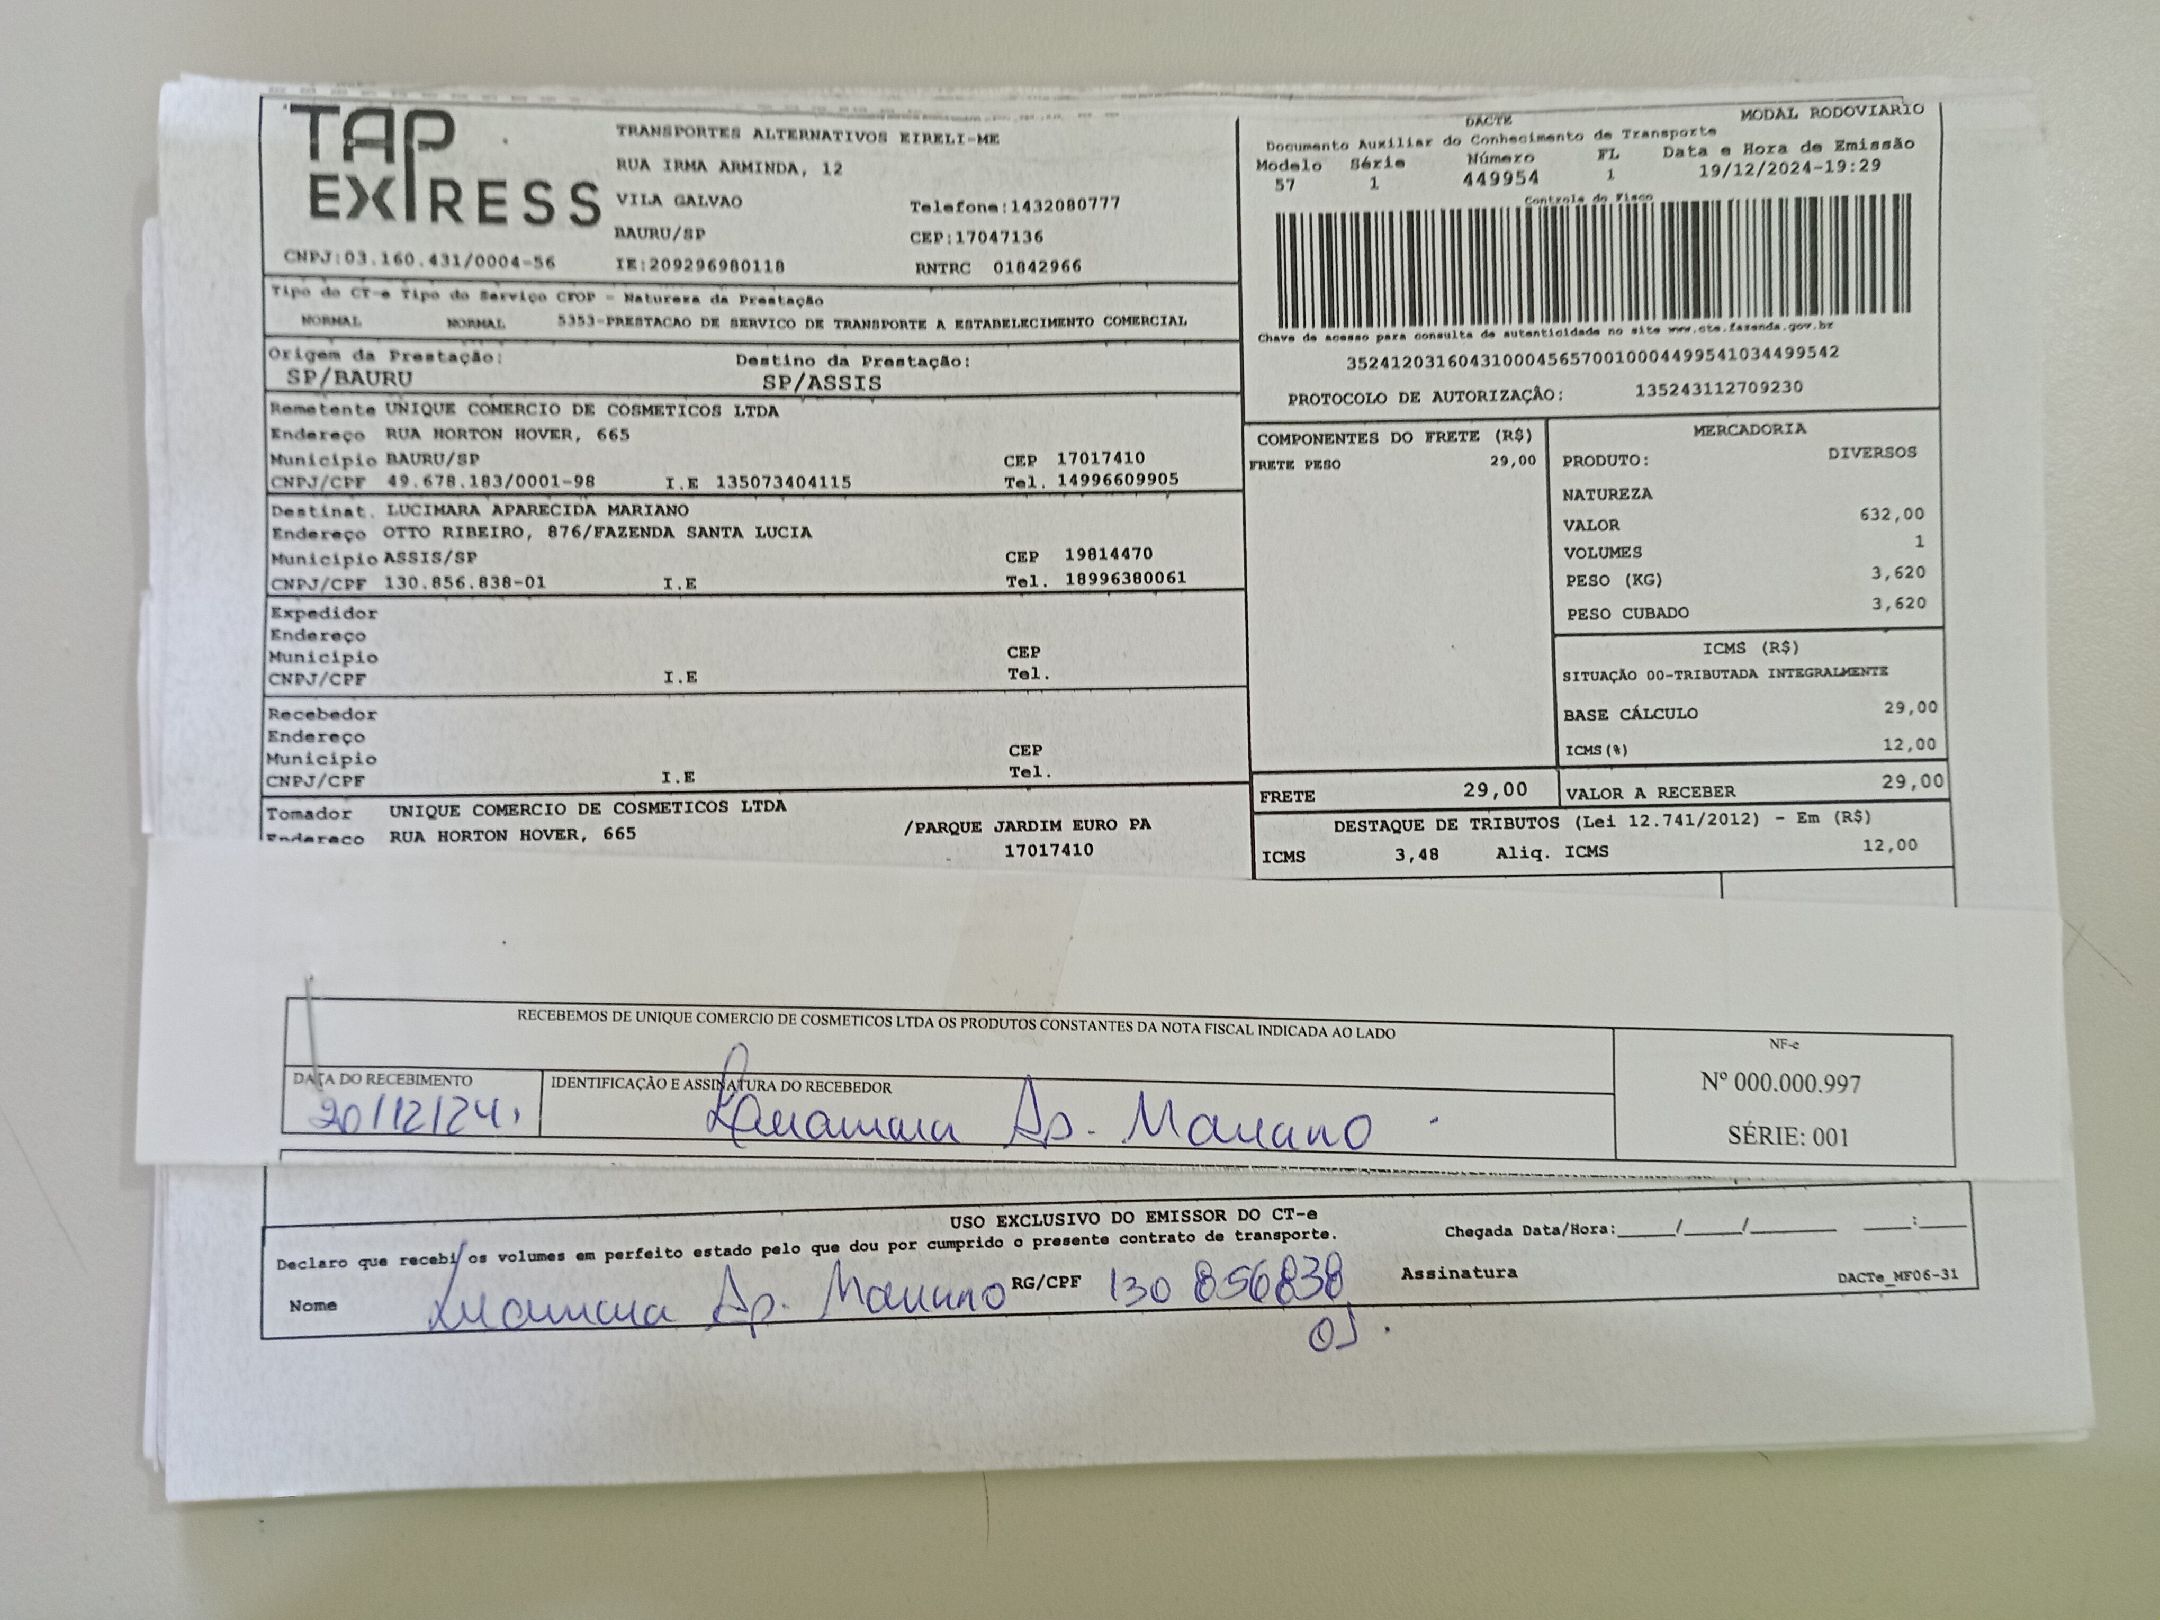 TAP EXPRESS
TRANSPORTES ALTERNATIVOS EIRELI-ME
RUA IRMA ARMINDA, 12
VILA GALVAO Telefone:1432080777
BAURU/SP CEP:17047136
CNPJ:03.160.431/0004-56 IE:209296980118 RNTRC 01842966
DACTE MODAL RODOVIARIO
Documento Auxiliar do Conhecimento de Transporte
Modelo Série Número FL Data e Hora de Emissão
57 1 449954 1 19/12/2024-19:29
Controle do Fisco
Chave de acesso para consulta de autenticidade no site www.cte.fazenda.gov.br
35241203160431000456570010004499541034499542
PROTOCOLO DE AUTORIZAÇÃO: 135243112709230
Tipo do CT-e Tipo do Serviço CFOP - Natureza da Prestação
NORMAL NORMAL 5353-PRESTACAO DE SERVICO DE TRANSPORTE A ESTABELECIMENTO COMERCIAL
Origem da Prestação: Destino da Prestação:
SP/BAURU SP/ASSIS
Remetente UNIQUE COMERCIO DE COSMETICOS LTDA
Endereço RUA HORTON HOVER, 665
Municipio BAURU/SP CEP 17017410
CNPJ/CPF 49.678.183/0001-98 I.E 135073404115 Tel. 14996609905
Destinat. LUCIMARA APARECIDA MARIANO
Endereço OTTO RIBEIRO, 876/FAZENDA SANTA LUCIA
Municipio ASSIS/SP CEP 19814470
CNPJ/CPF 130.856.838-01 I.E Tel. 18996380061
Expedidor
Endereço
Municipio CEP
CNPJ/CPF I.E Tel.
Recebedor
Endereço
Municipio CEP
CNPJ/CPF I.E Tel.
Tomador UNIQUE COMERCIO DE COSMETICOS LTDA
Endereço RUA HORTON HOVER, 665 /PARQUE JARDIM EURO PA
17017410
COMPONENTES DO FRETE (R$)
FRETE PESO 29,00
MERCADORIA
PRODUTO: DIVERSOS
NATUREZA
VALOR 632,00
VOLUMES 1
PESO (KG) 3,620
PESO CUBADO 3,620
ICMS (R$)
SITUAÇÃO 00-TRIBUTADA INTEGRALMENTE
BASE CÁLCULO 29,00
ICMS(%) 12,00
FRETE 29,00 VALOR A RECEBER 29,00
DESTAQUE DE TRIBUTOS (Lei 12.741/2012) - Em (R$)
ICMS 3,48 Aliq. ICMS 12,00
RECEBEMOS DE UNIQUE COMERCIO DE COSMETICOS LTDA OS PRODUTOS CONSTANTES DA NOTA FISCAL INDICADA AO LADO
DATA DO RECEBIMENTO IDENTIFICAÇÃO E ASSINATURA DO RECEBEDOR
20/12/24. Lucimara Ap. Mariano
NF-e
Nº 000.000.997
SÉRIE: 001
USO EXCLUSIVO DO EMISSOR DO CT-e
Declaro que recebi os volumes em perfeito estado pelo que dou por cumprido o presente contrato de transporte. Chegada Data/Hora:____/____/______ ___:___
Nome Lucimara Ap. Mariano RG/CPF 130 856838 Assinatura DACTe_MF06-31
01.